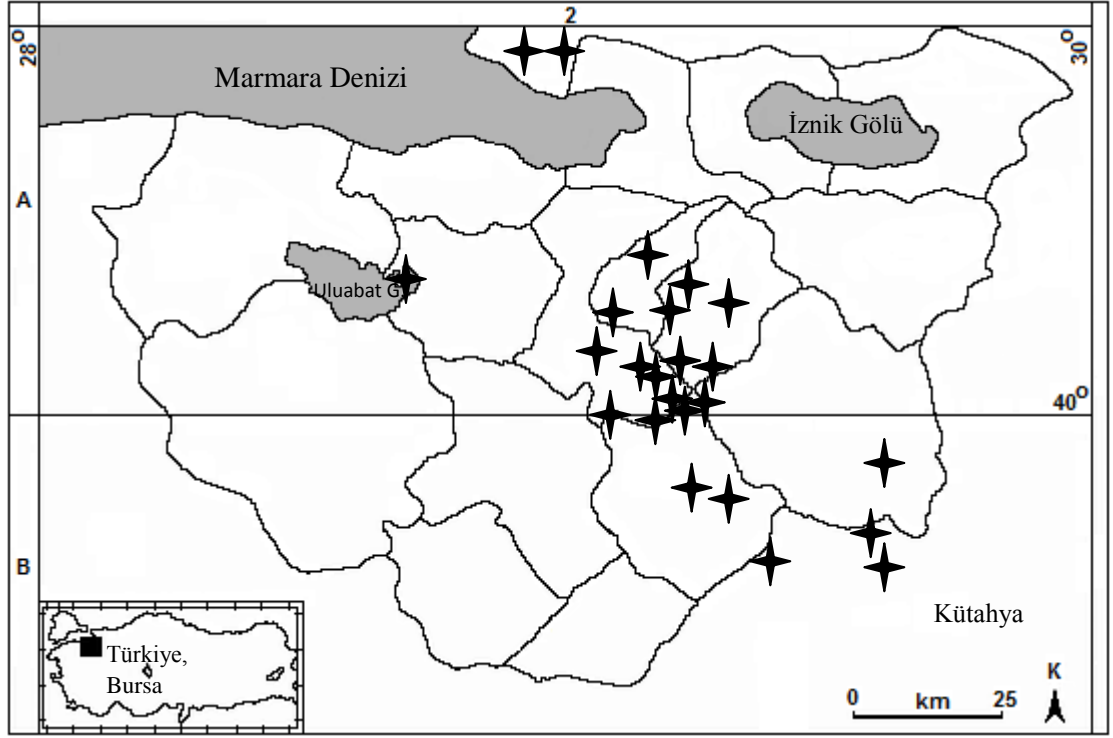 2
28°
30°
Marmara Denizi
İznik Gölü
A
Uluabat G
40°
B
Kütahya
Türkiye,
Bursa
K
0 km 25